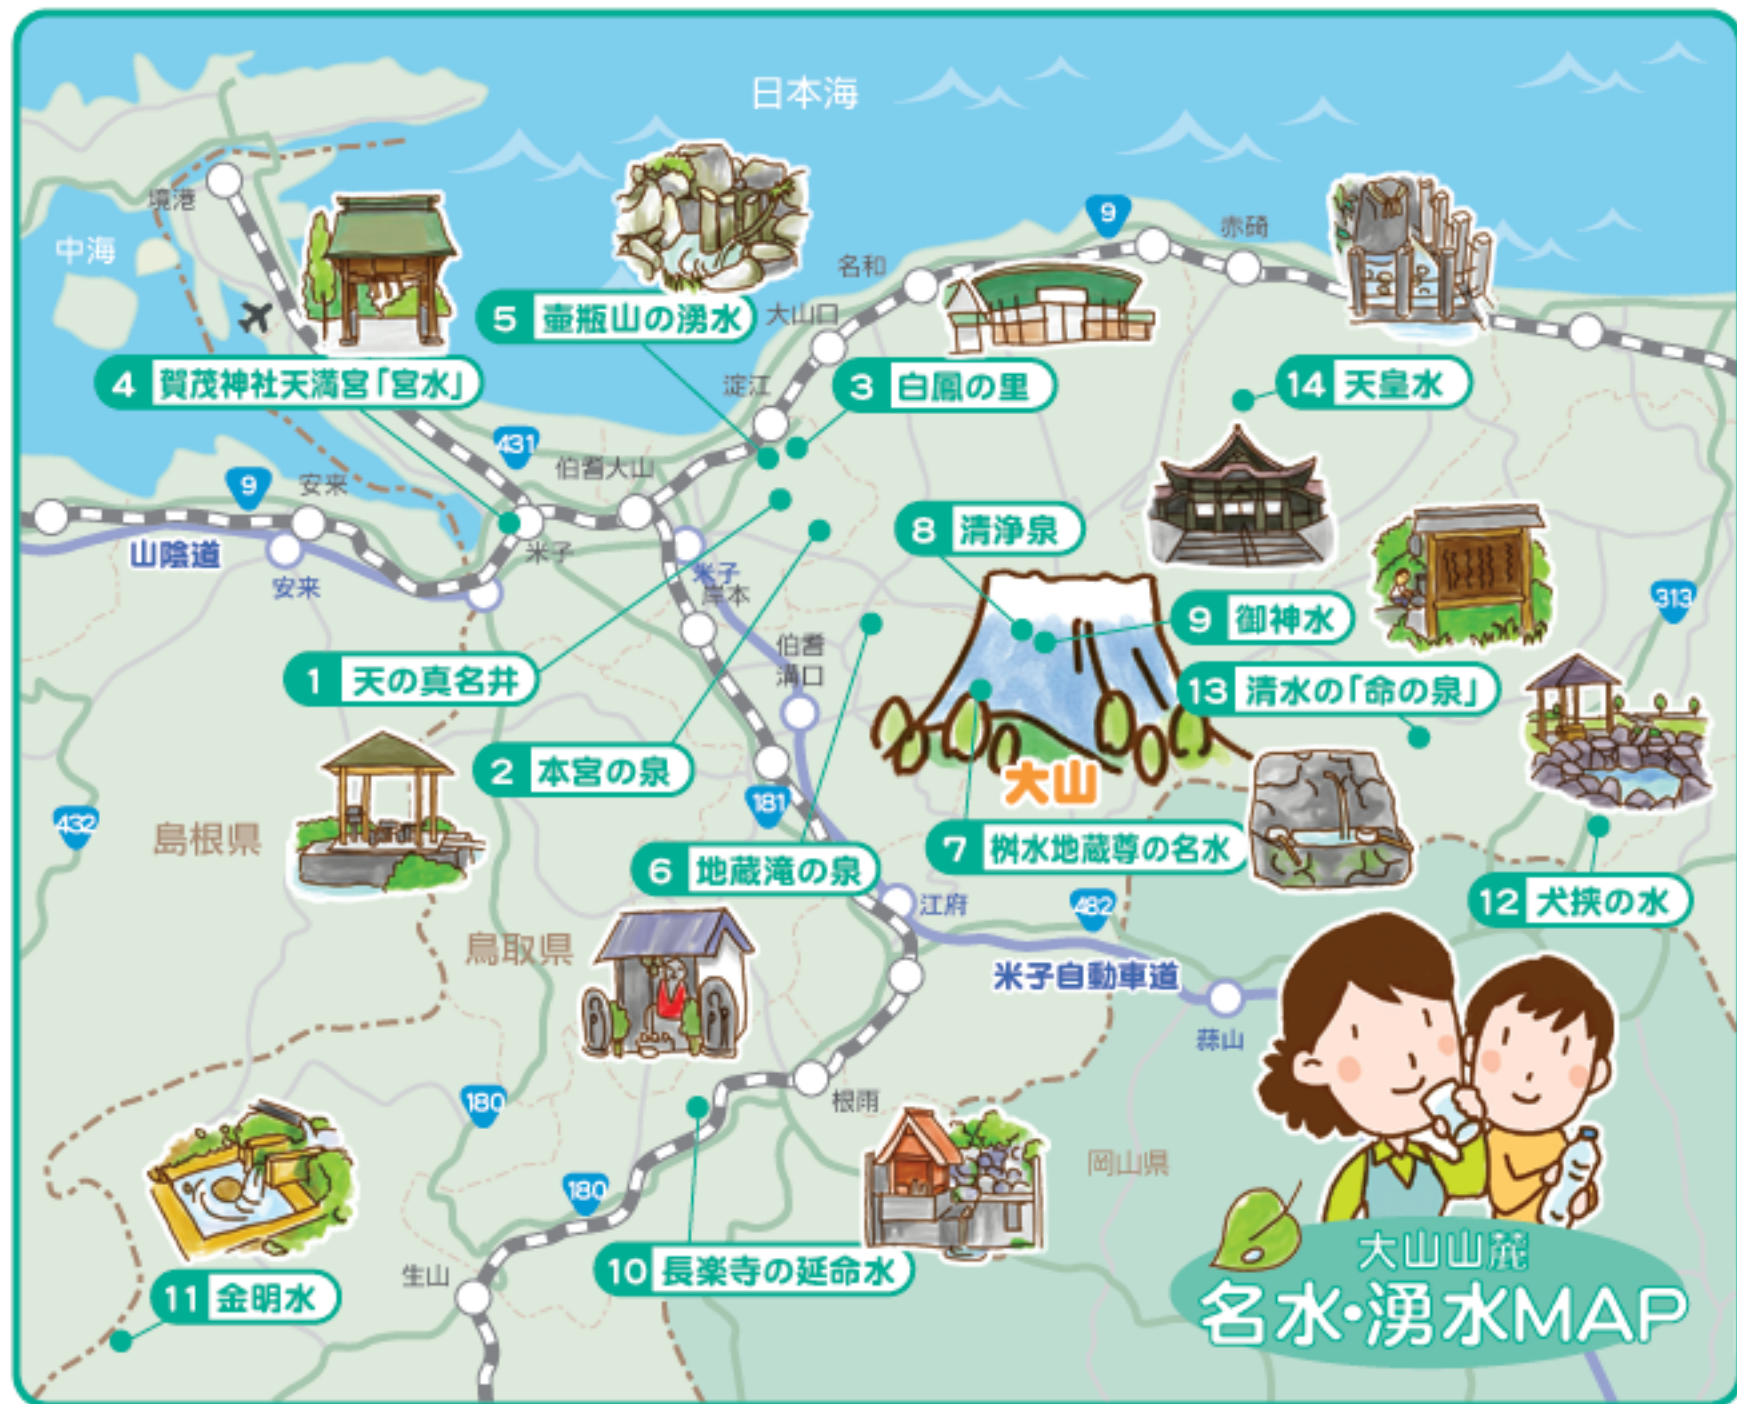 日本海
境港
中海
9
赤碕
名和
5 壷瓶山の湧水
大山口
4 賀茂神社天満宮「宮水」
淀江
3 白鳳の里
14 天皇水
431
伯耆大山
9
安来
山陰道
安来
米子
米子
岸本
8 清浄泉
313
9 御神水
伯耆
溝口
1 天の真名井
13 清水の「命の泉」
2 本宮の泉
大山
181
432
島根県
6 地蔵滝の泉
7 桝水地蔵尊の名水
12 犬挟の水
江府
482
鳥取県
米子自動車道
蒜山
180
根雨
岡山県
180
生山
10 長楽寺の延命水
11 金明水
大山山麓
名水・湧水MAP